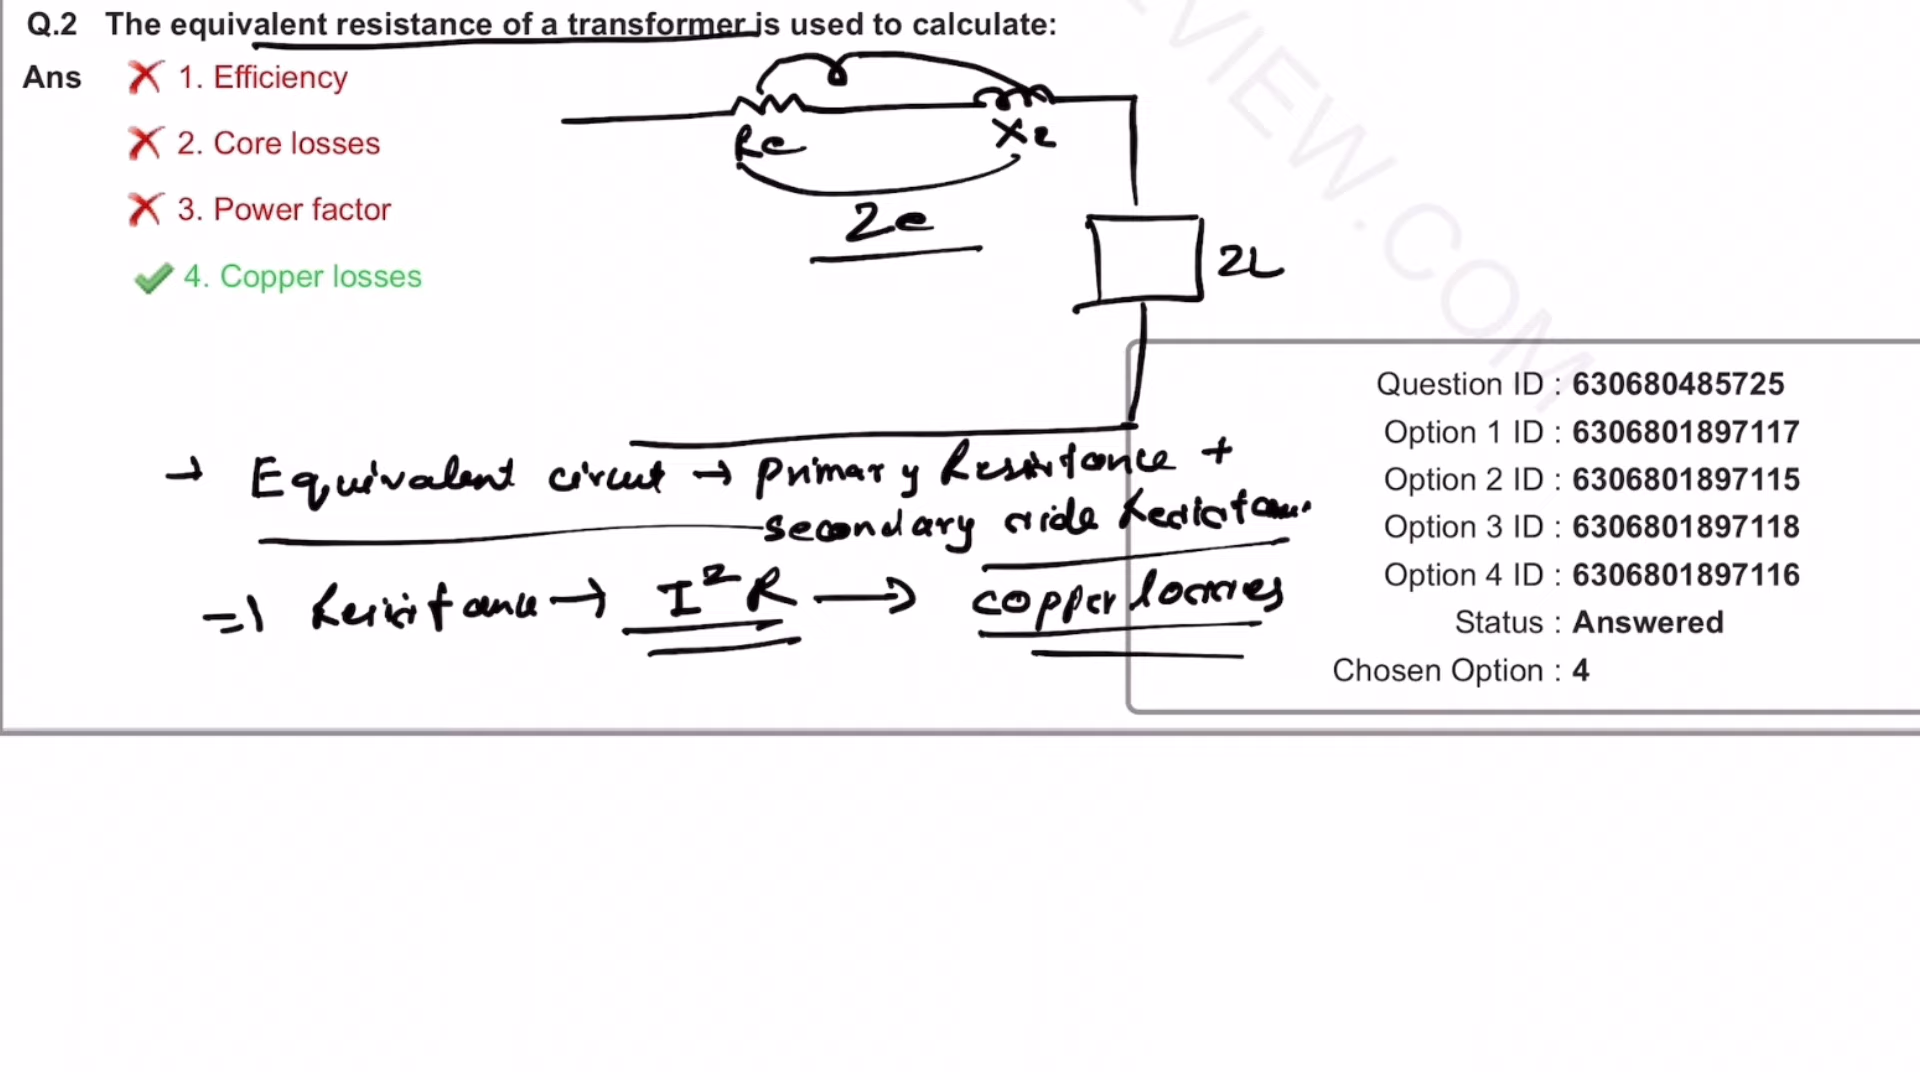 Q.2 The equivalent resistance of a transformer is used to calculate:
Ans 1. Efficiency
2. Core losses
3. Power factor
4. Copper losses
Re
Xe
Ze
ZL
VIEW.COM
Question ID : 630680485725
Option 1 ID : 6306801897117
Option 2 ID : 6306801897115
Option 3 ID : 6306801897118
Option 4 ID : 6306801897116
Status : Answered
Chosen Option : 4
→ Equivalent circuit → Primary Resistance +
secondary side Resistance
⇒ Resistance → I²R → copper losses